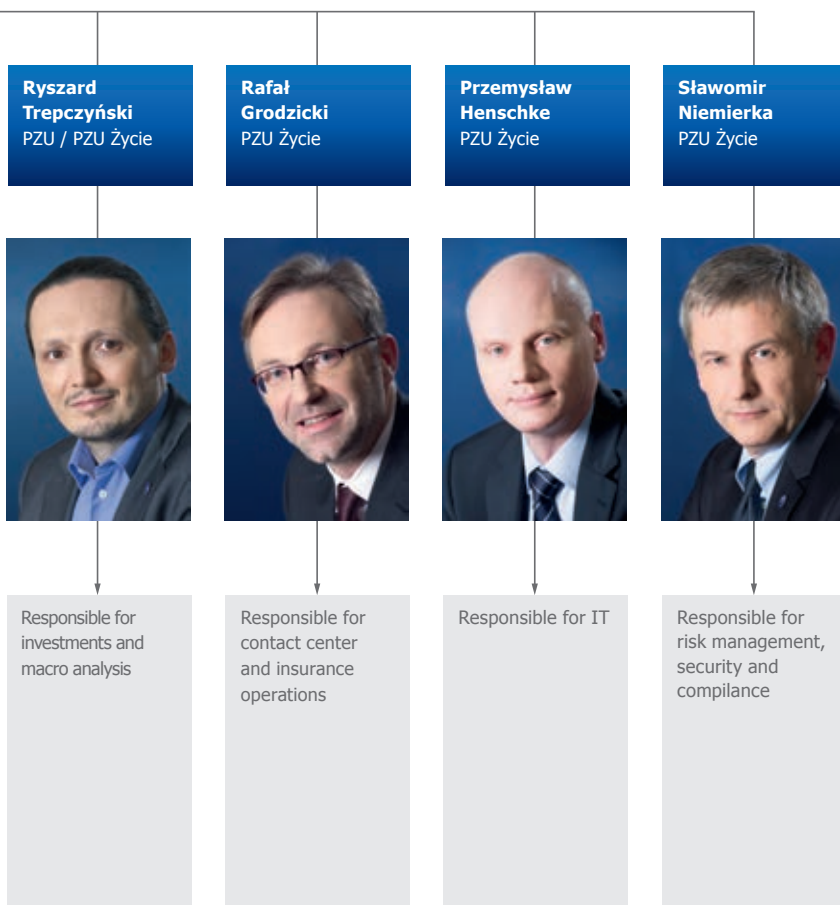 Ryszard
Trepczyński
PZU / PZU Życie
Rafał
Grodzicki
PZU Życie
Przemysław
Henschke
PZU Życie
Sławomir
Niemierka
PZU Życie
Responsible for
investments and
macro analysis
Responsible for
contact center
and insurance
operations
Responsible for IT
Responsible for
risk management,
security and
compilance